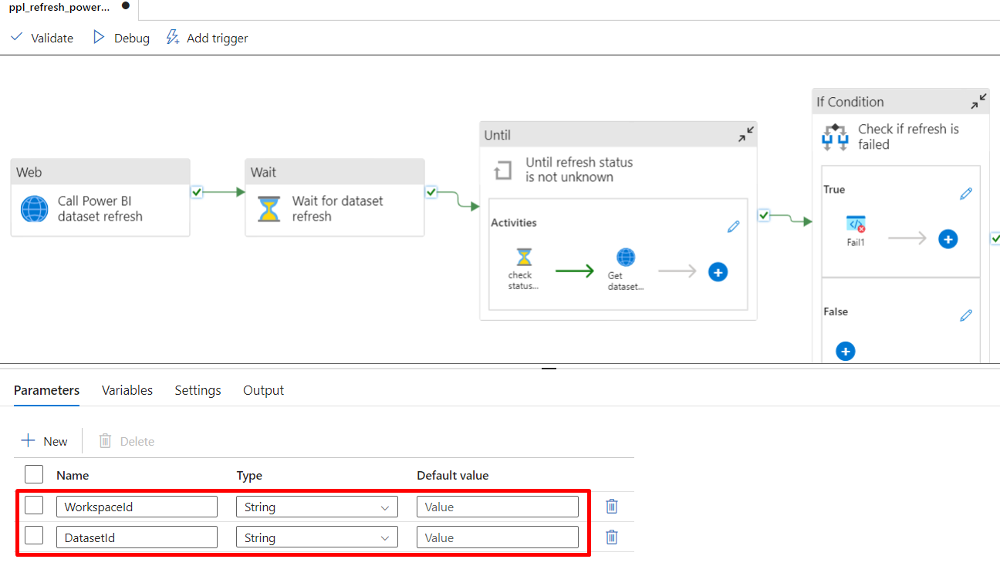 ppl_refresh_power...
Validate
Debug
Add trigger
Web
Call Power BI
dataset refresh
Wait
Wait for dataset
refresh
Until
Until refresh status
is not unknown
Activities
check
status...
Get
dataset...
If Condition
Check if refresh is
failed
True
Fail1
False
Parameters
Variables
Settings
Output
New
Delete
Name
Type
Default value
WorkspaceId
String
Value
DatasetId
String
Value